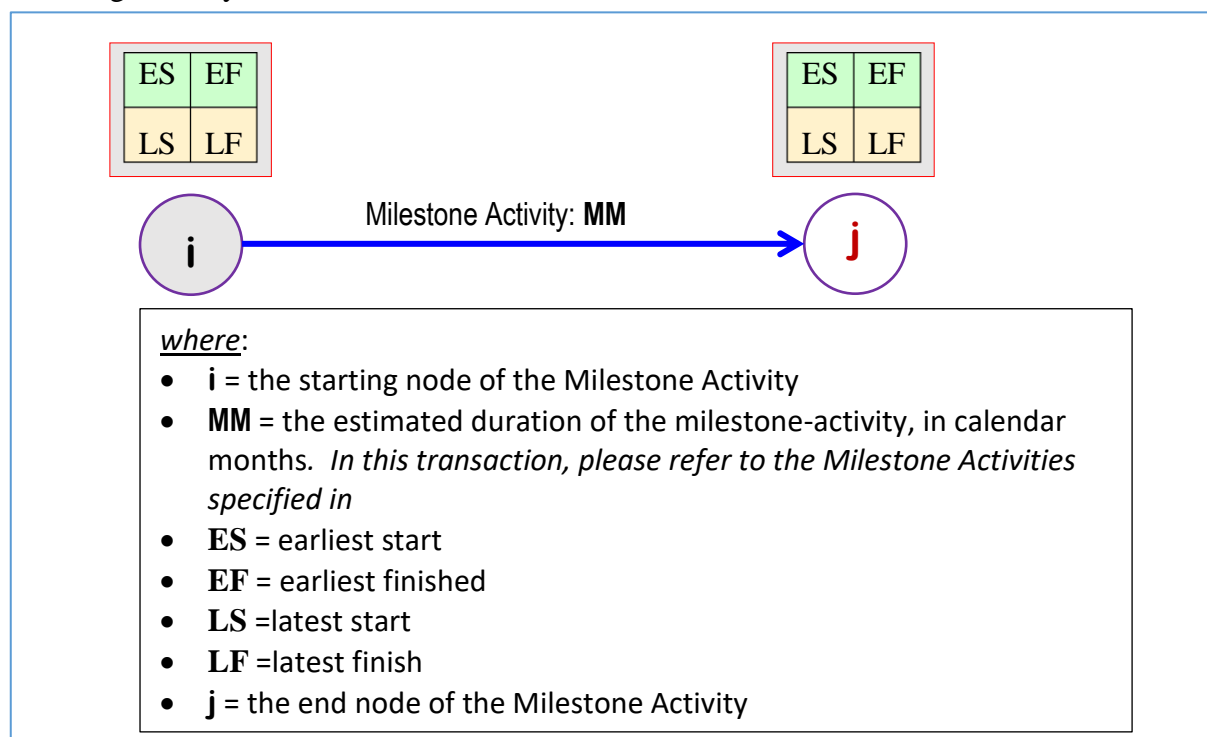 ES EF ES EF
LS LF LS LF
Milestone Activity: MM
i j
where:
• i = the starting node of the Milestone Activity
• MM = the estimated duration of the milestone-activity, in calendar
months. In this transaction, please refer to the Milestone Activities
specified in
• ES = earliest start
• EF = earliest finished
• LS =latest start
• LF =latest finish
• j = the end node of the Milestone Activity